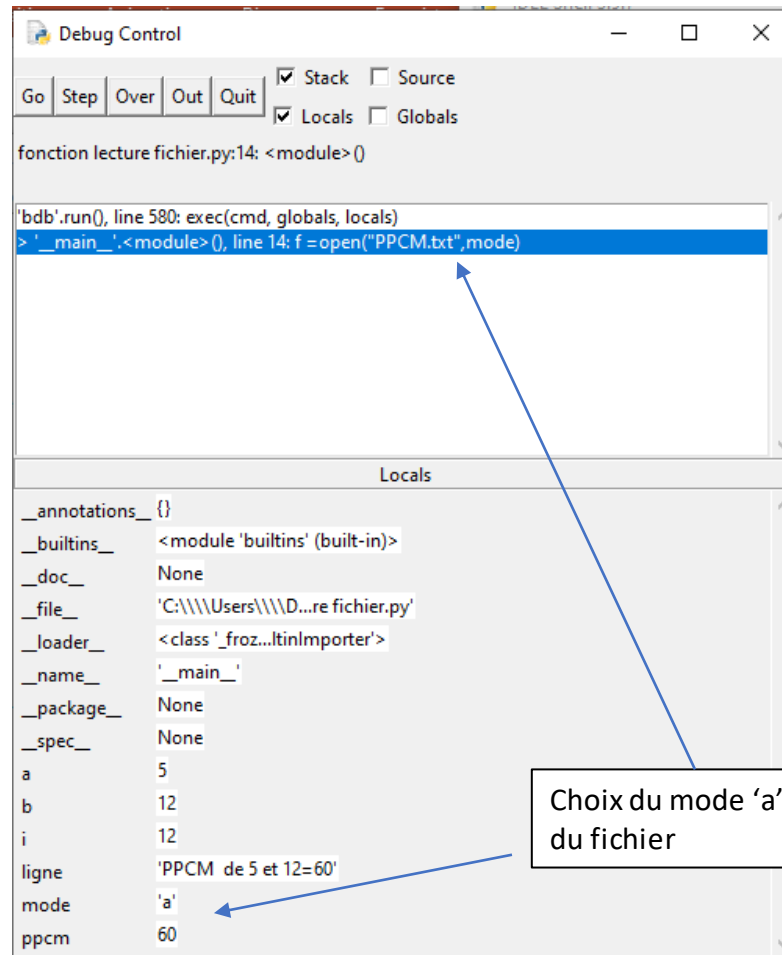 Debug Control
Go Step Over Out Quit
Stack Source
Locals Globals
fonction lecture fichier.py:14: <module>()
'bdb'.run(), line 580: exec(cmd, globals, locals)
> '__main__'.<module>(), line 14: f =open("PPCM.txt",mode)
Locals
__annotations__ {}
__builtins__ <module 'builtins' (built-in)>
__doc__ None
__file__ 'C:\\\\Users\\\\D...re fichier.py'
__loader__ <class '_froz...ltinImporter'>
__name__ '__main__'
__package__ None
__spec__ None
a 5
b 12
i 12
ligne 'PPCM  de 5 et 12=60'
mode 'a'
ppcm 60
Choix du mode ‘a’
du fichier